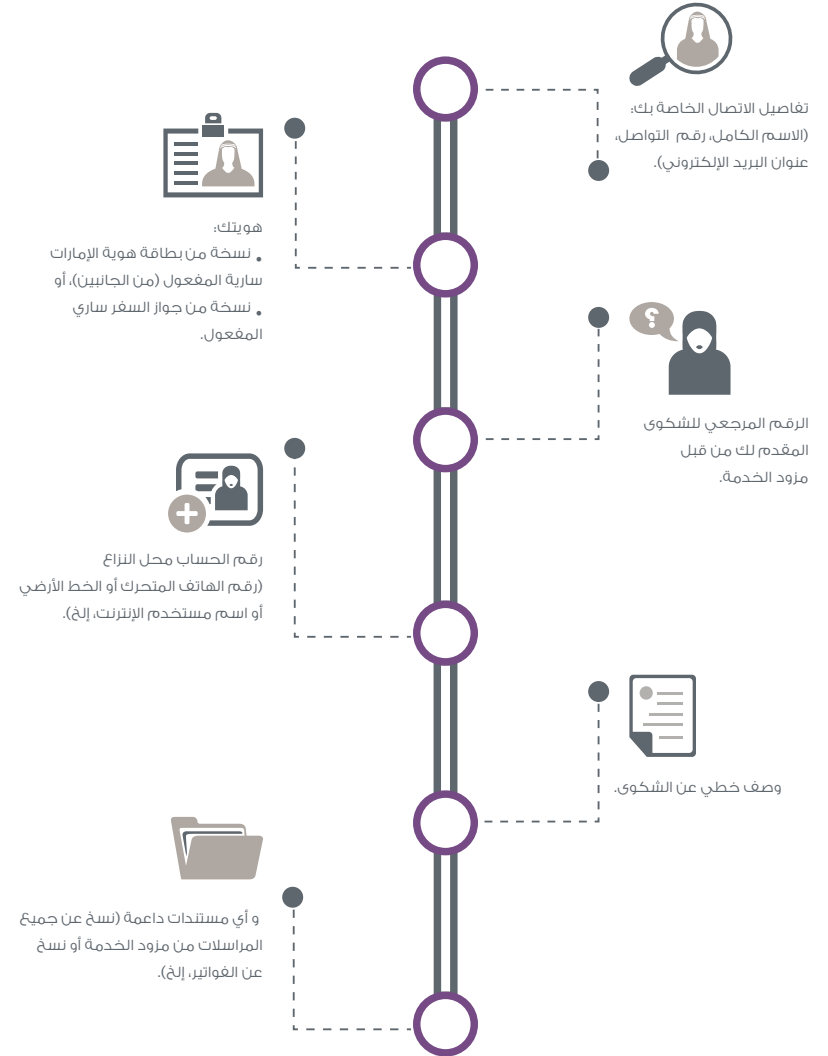 تفاصيل الاتصال الخاصة بك:
(الاسم الكامل، رقم التواصل،
عنوان البريد الإلكتروني).
هويتك:
• نسخة من بطاقة هوية الإمارات
سارية المفعول (من الجانبين)، أو
• نسخة من جواز السفر ساري
المفعول.
؟
الرقم المرجعي للشكوى
المقدم لك من قبل
مزود الخدمة.
رقم الحساب محل النزاع
(رقم الهاتف المتحرك أو الخط الأرضي
أو اسم مستخدم الإنترنت، إلخ).
وصف خطي عن الشكوى.
و أي مستندات داعمة (نسخ عن جميع
المراسلات من مزود الخدمة أو نسخ
عن الفواتير، إلخ).